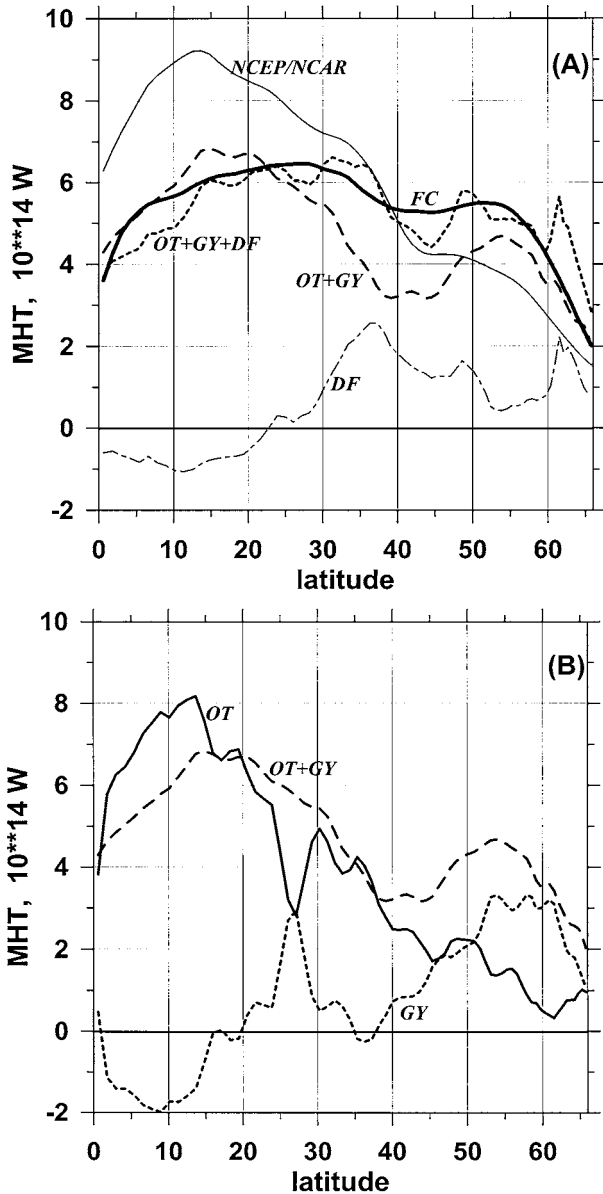 10
(A)
NCEP/NCAR
8
6
FC
OT+GY+DF
4
OT+GY
2
DF
0
-2
MHT, 10**14 W
0 10 20 30 40 50 60
latitude
10
(B)
8
OT
OT+GY
6
4
2
GY
0
-2
MHT, 10**14 W
0 10 20 30 40 50 60
latitude